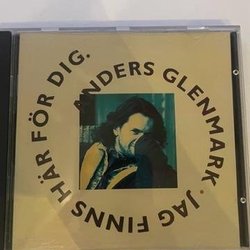 ANDERS GLENMARK · JAG FINNS HÄR FÖR DIG.